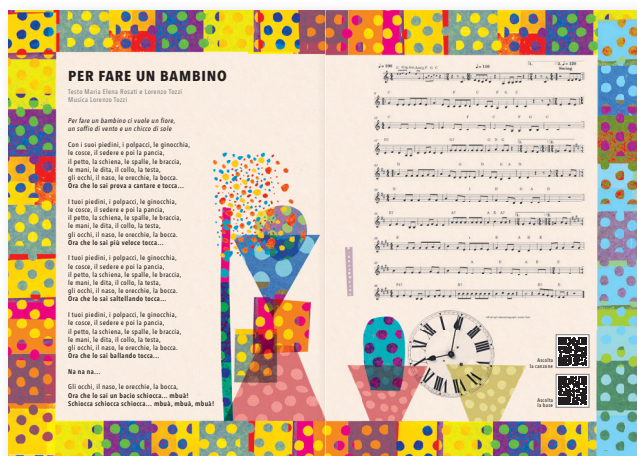 PER FARE UN BAMBINO
Testo Maria Elena Rosati e Lorenzo Tozzi
Musica Lorenzo Tozzi
Per fare un bambino ci vuole un fiore,
un soffio di vento e un chicco di sole
Con i tuoi piedini, i polpacci, le ginocchia,
le cosce, il sedere e poi la pancia,
il petto, la schiena, le spalle, le braccia,
le mani, le dita, il collo, la testa,
gli occhi, il naso, le orecchie, la bocca.
Ora che lo sai prova a cantare e tocca...
I tuoi piedini, i polpacci, le ginocchia,
le cosce, il sedere e poi la pancia,
il petto, la schiena, le spalle, le braccia,
le mani, le dita, il collo, la testa,
gli occhi, il naso, le orecchie, la bocca.
Ora che lo sai più veloce tocca...
I tuoi piedini, i polpacci, le ginocchia,
le cosce, il sedere e poi la pancia,
il petto, la schiena, le spalle, le braccia,
le mani, le dita, il collo, la testa,
gli occhi, il naso, le orecchie, la bocca.
Ora che lo sai saltellando tocca...
I tuoi piedini, i polpacci, le ginocchia,
le cosce, il sedere e poi la pancia,
il petto, la schiena, le spalle, le braccia,
le mani, le dita, il collo, la testa,
gli occhi, il naso, le orecchie, la bocca.
Ora che lo sai ballando tocca...
Na na na...
Gli occhi, il naso, le orecchie, la bocca,
Ora che lo sai un bacio schiocca... mbuà!
Schiocca schiocca schiocca... mbuà, mbuà, mbuà!
Swing
Ascolta
la canzone
Ascolta
la base